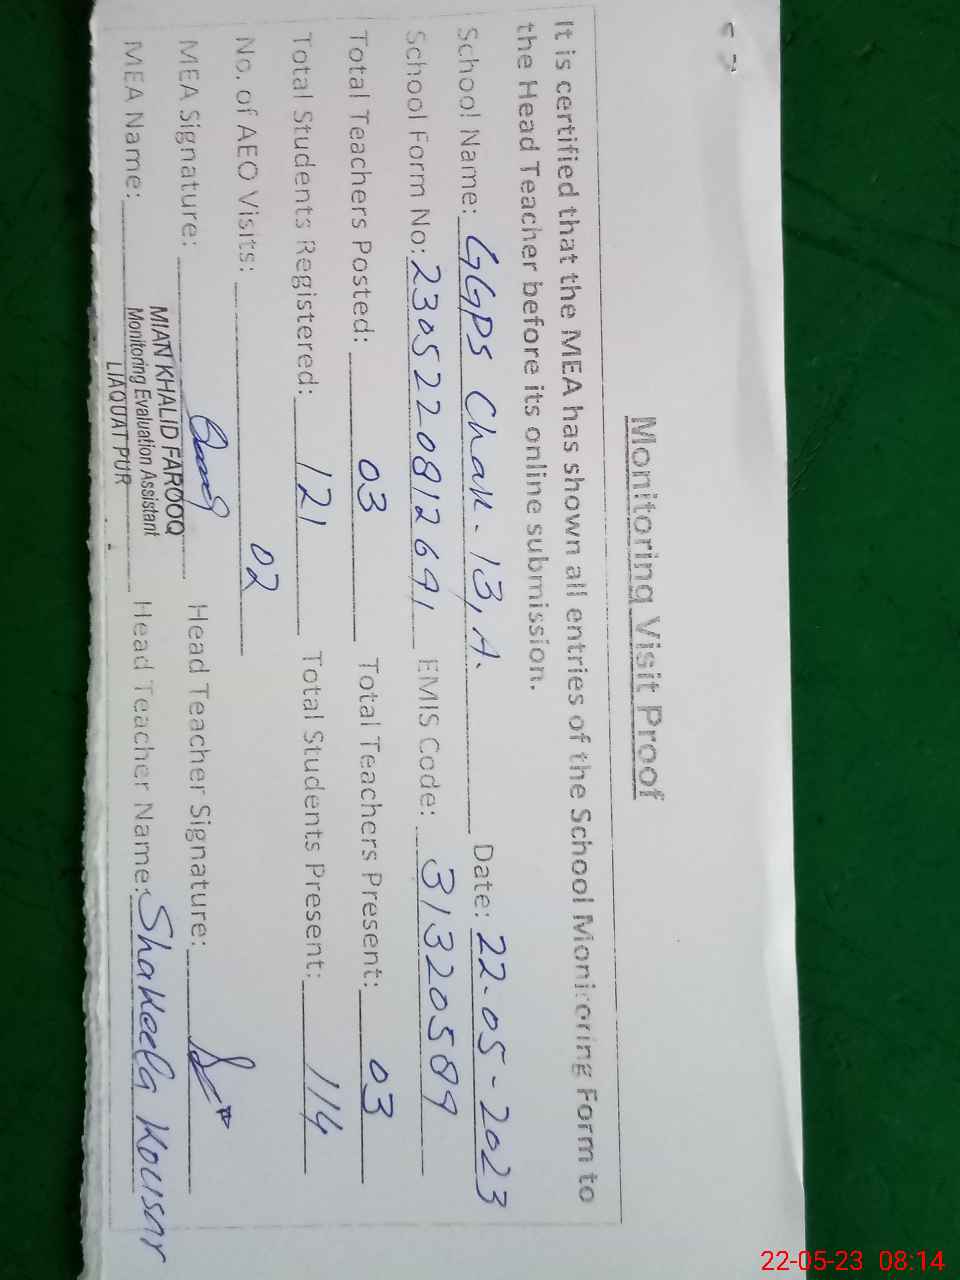 Monitoring Visit Proof
It is certified that the MEA has shown all entries of the School Monitoring Form to
the Head Teacher before its online submission.
School Name: GGPS Chak-13, A. Date: 22-05-2023
School Form No: 2305220812691 EMIS Code: 31320589
Total Teachers Posted: 03 Total Teachers Present: 03
Total Students Registered: 121 Total Students Present: 114
No. of AEO Visits: 02
MEA Signature: Head Teacher Signature:
MIAN KHALID FAROOQ
Monitoring Evaluation Assistant
LIAQUAT PUR
MEA Name: Head Teacher Name: Shakeela Kousar
22-05-23 08:14